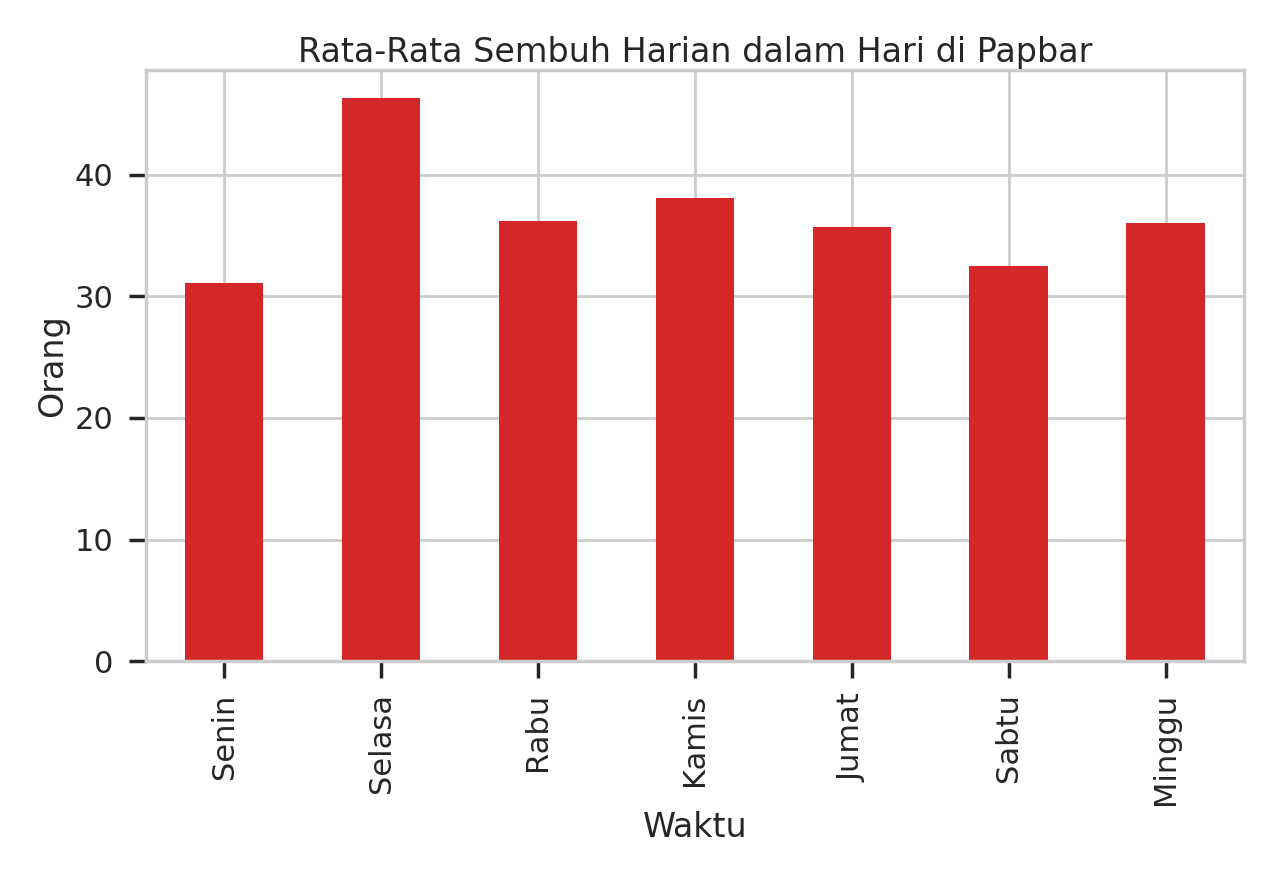 Rata-Rata Sembuh Harian dalam Hari di Papbar
Orang
40
30
20
10
0
Senin
Selasa
Rabu
Kamis
Jumat
Sabtu
Minggu
Waktu